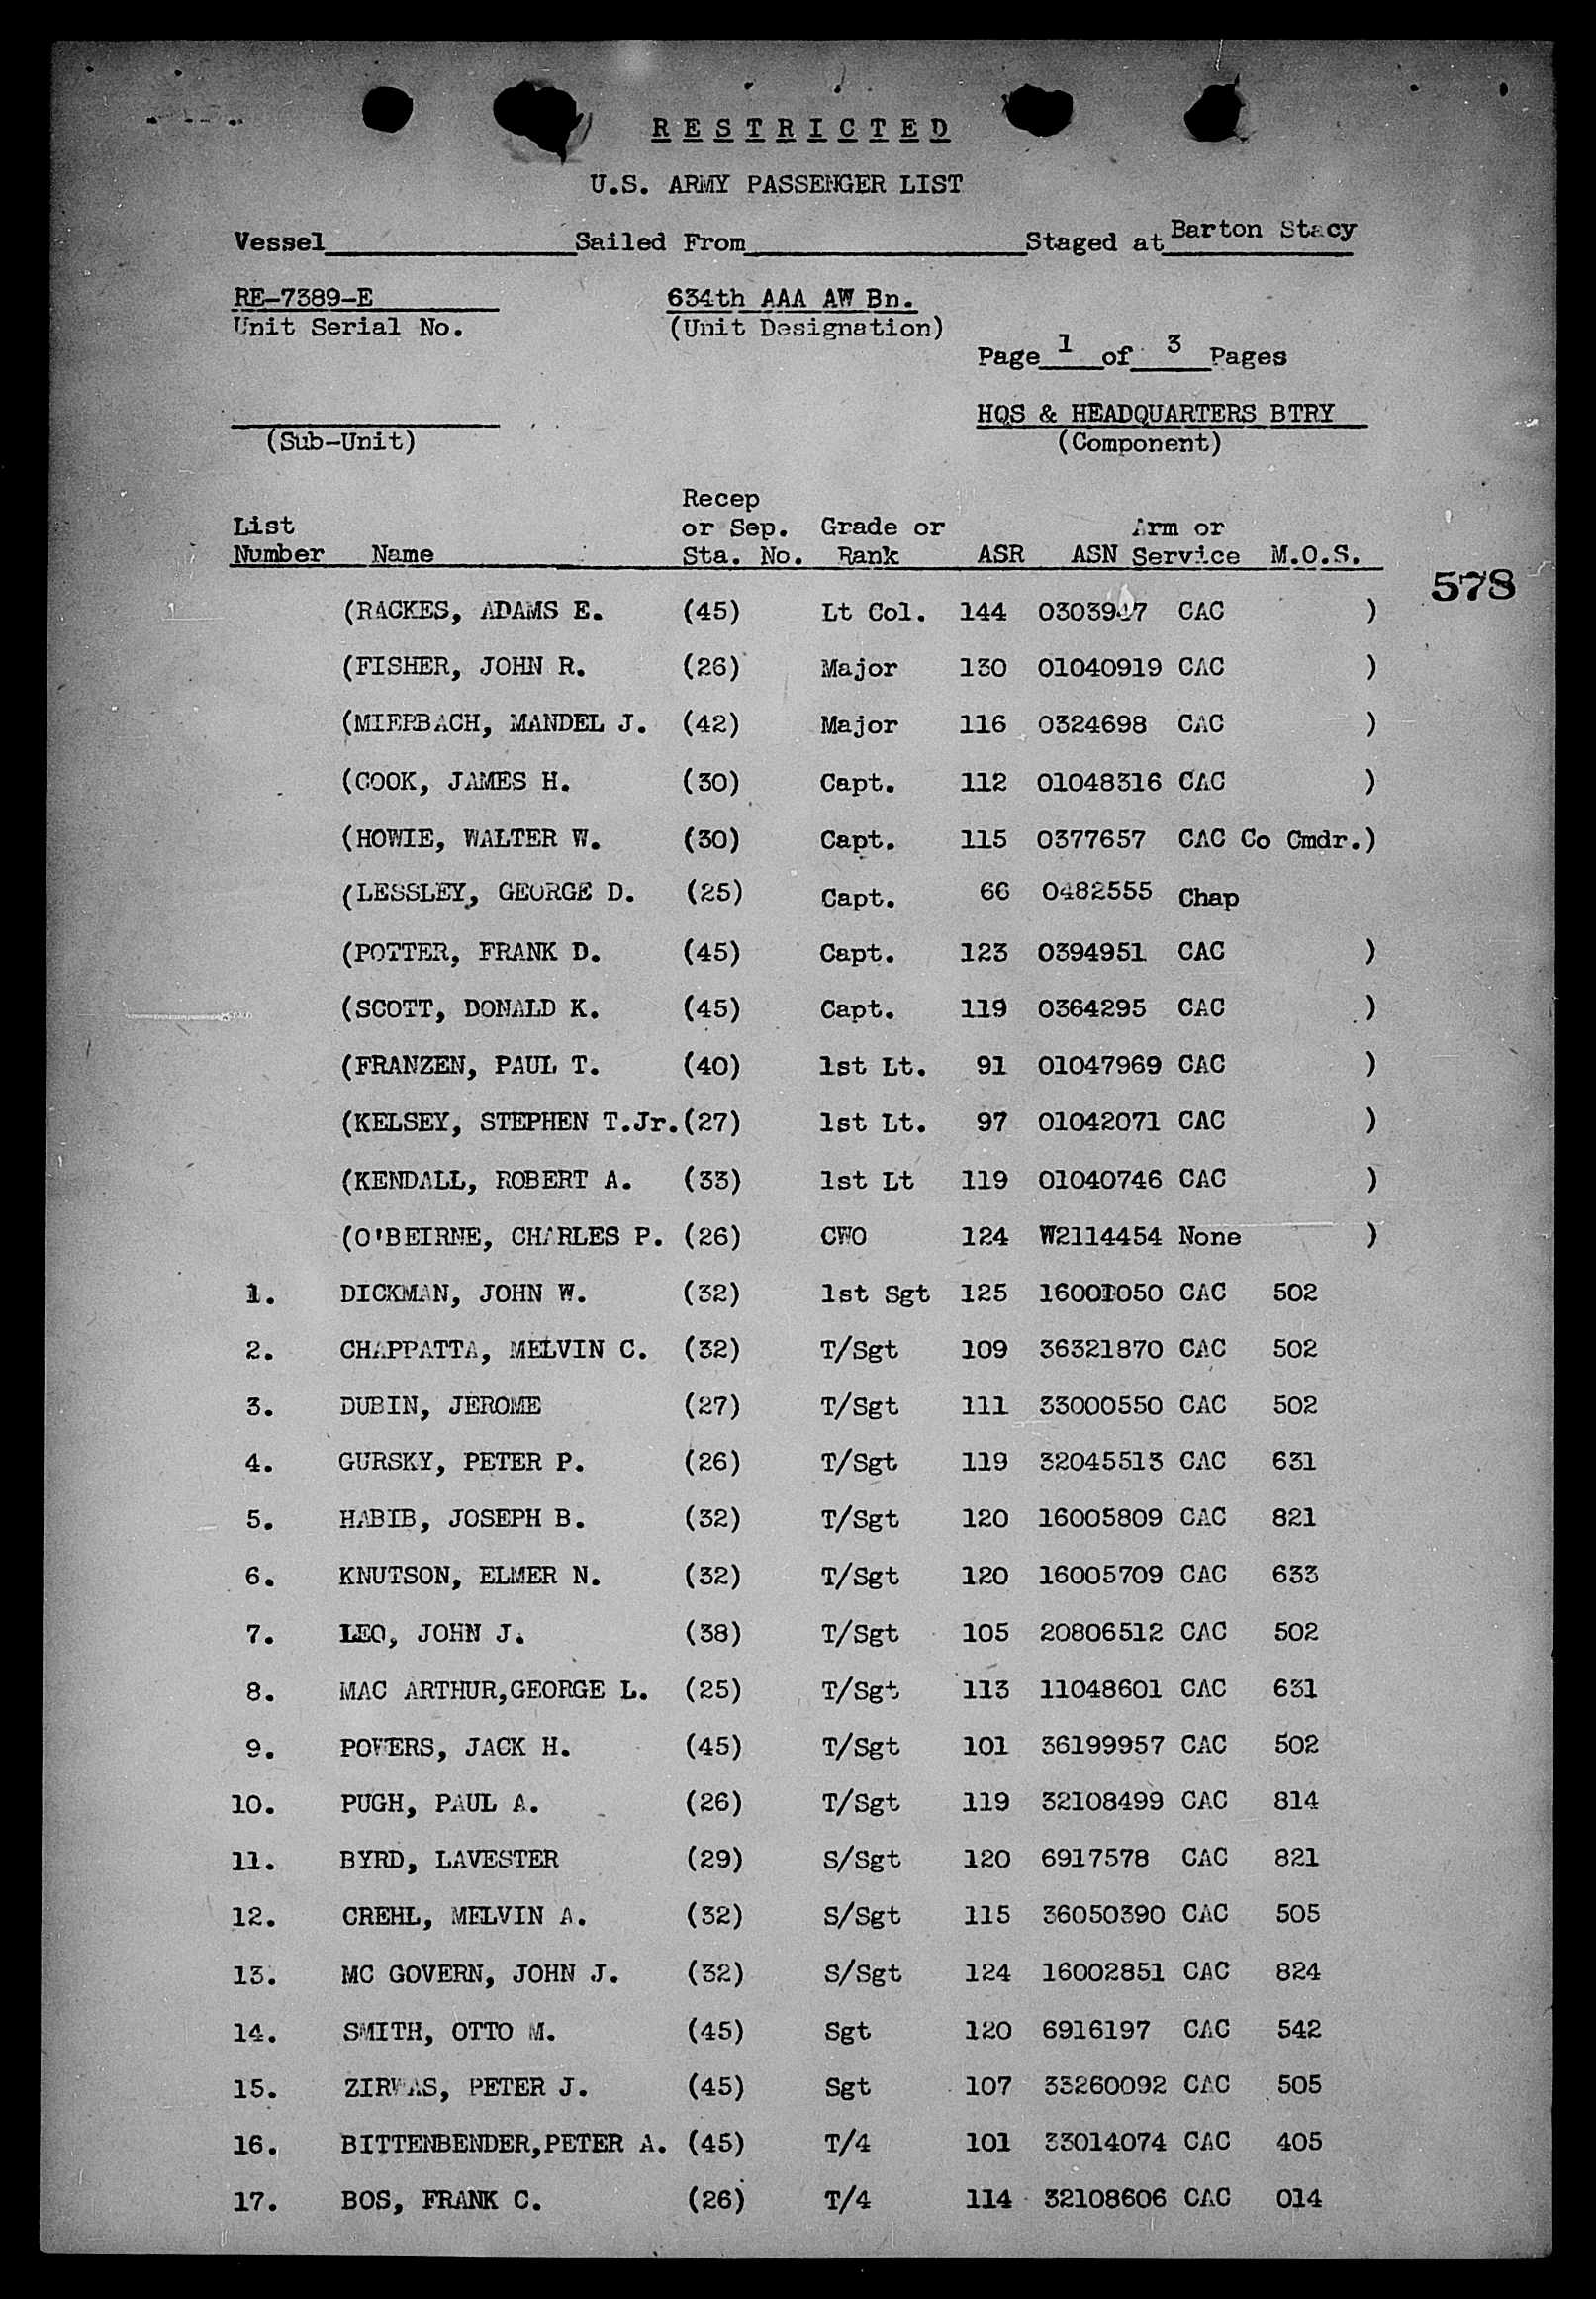 RESTRICTED
U.S. ARMY PASSENGER LIST
Vessel Sailed From Staged at Barton Stacy
RE-7389-E 634th AAA AW Bn.
Unit Serial No. (Unit Designation)
Page 1 of 3 Pages
HQS & HEADQUARTERS BTRY
(Sub-Unit) (Component)
Recep
List or Sep. Grade or Arm or
Number Name Sta. No. Rank ASR ASN Service M.O.S.
578
(RACKES, ADAMS E. (45) Lt Col. 144 0303947 CAC )
(FISHER, JOHN R. (26) Major 130 01040919 CAC )
(MIERBACH, MANDEL J. (42) Major 116 0324698 CAC )
(COOK, JAMES H. (30) Capt. 112 01048316 CAC )
(HOWIE, WALTER W. (30) Capt. 115 0377657 CAC Co Cmdr.)
(LESSLEY, GEORGE D. (25) Capt. 66 0482555 Chap
(POTTER, FRANK D. (45) Capt. 123 0394951 CAC )
(SCOTT, DONALD K. (45) Capt. 119 0364295 CAC )
(FRANZEN, PAUL T. (40) 1st Lt. 91 01047969 CAC )
(KELSEY, STEPHEN T.Jr.(27) 1st Lt. 97 01042071 CAC )
(KENDALL, ROBERT A. (33) 1st Lt 119 01040746 CAC )
(O'BEIRNE, CHARLES P. (26) CWO 124 W2114454 None )
1. DICKMAN, JOHN W. (32) 1st Sgt 125 16001050 CAC 502
2. CHAPPATTA, MELVIN C. (32) T/Sgt 109 36321870 CAC 502
3. DUBIN, JEROME (27) T/Sgt 111 33000550 CAC 502
4. GURSKY, PETER P. (26) T/Sgt 119 32045513 CAC 631
5. HABIB, JOSEPH B. (32) T/Sgt 120 16005809 CAC 821
6. KNUTSON, ELMER N. (32) T/Sgt 120 16005709 CAC 633
7. LEO, JOHN J. (38) T/Sgt 105 20806512 CAC 502
8. MAC ARTHUR,GEORGE L. (25) T/Sgt 113 11048601 CAC 631
9. POWERS, JACK H. (45) T/Sgt 101 36199957 CAC 502
10. PUGH, PAUL A. (26) T/Sgt 119 32108499 CAC 814
11. BYRD, LAVESTER (29) S/Sgt 120 6917578 CAC 821
12. CREHL, MELVIN A. (32) S/Sgt 115 36050390 CAC 505
13. MC GOVERN, JOHN J. (32) S/Sgt 124 16002851 CAC 824
14. SMITH, OTTO M. (45) Sgt 120 6916197 CAC 542
15. ZIRWAS, PETER J. (45) Sgt 107 33260092 CAC 505
16. BITTENBENDER,PETER A. (45) T/4 101 33014074 CAC 405
17. BOS, FRANK C. (26) T/4 114 32108606 CAC 014